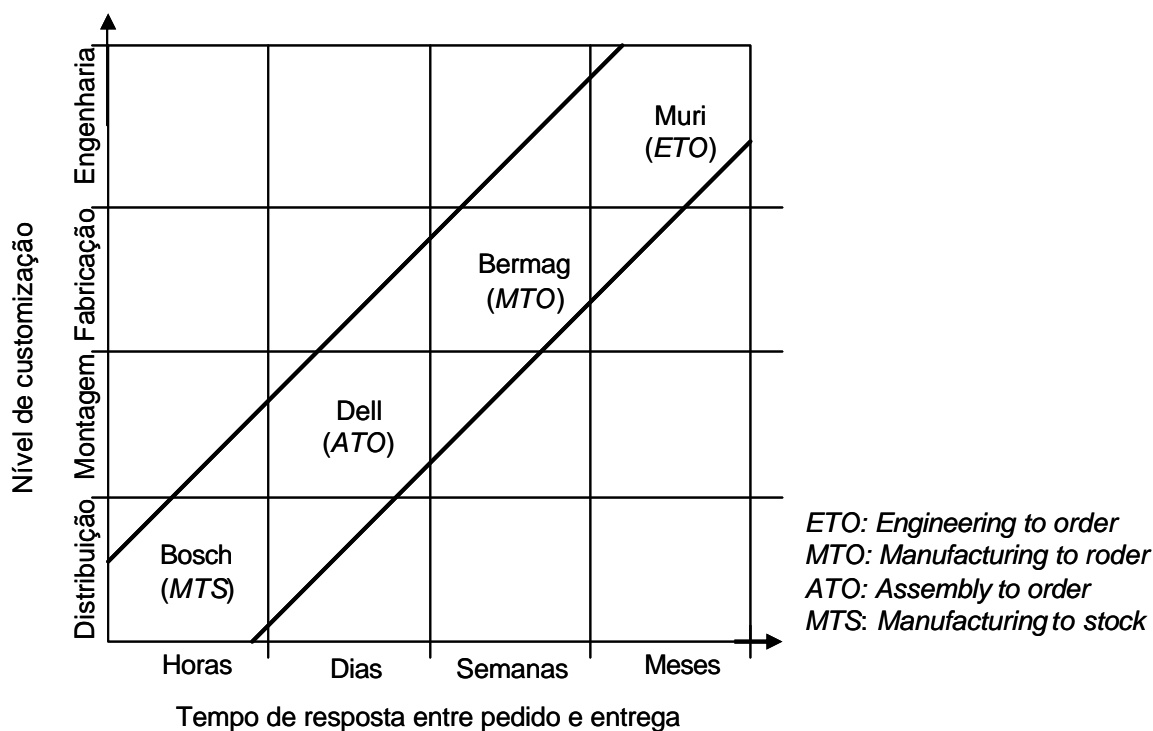 Nível de customização
Engenharia
Fabricação
Montagem
Distribuição
Muri
(ETO)
Bermag
(MTO)
Dell
(ATO)
Bosch
(MTS)
ETO: Engineering to order
MTO: Manufacturing to roder
ATO: Assembly to order
MTS: Manufacturing to stock
Horas Dias Semanas Meses
Tempo de resposta entre pedido e entrega